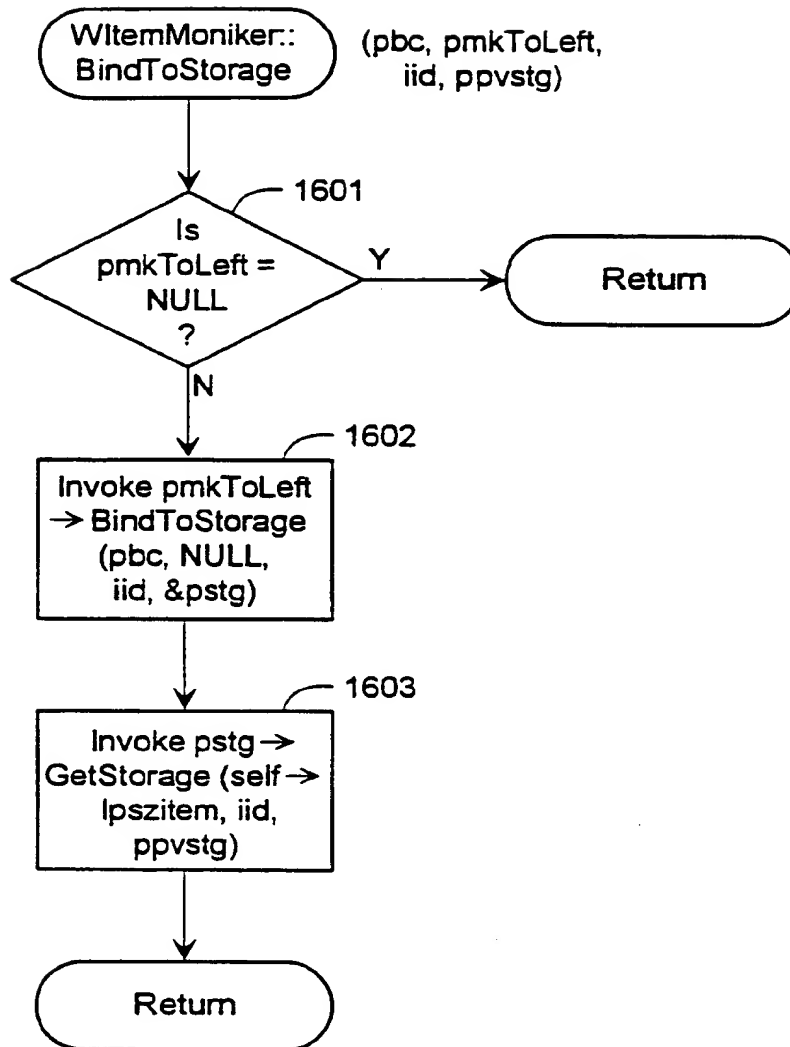 WItemMoniker::
BindToStorage
(pbc, pmkToLeft,
iid, ppvstg)
1601
Is
pmkToLeft =
NULL
?
Y
Return
N
1602
Invoke pmkToLeft
→ BindToStorage
(pbc, NULL,
iid, &pstg)
1603
Invoke pstg →
GetStorage (self →
lpszitem, iid,
ppvstg)
Return